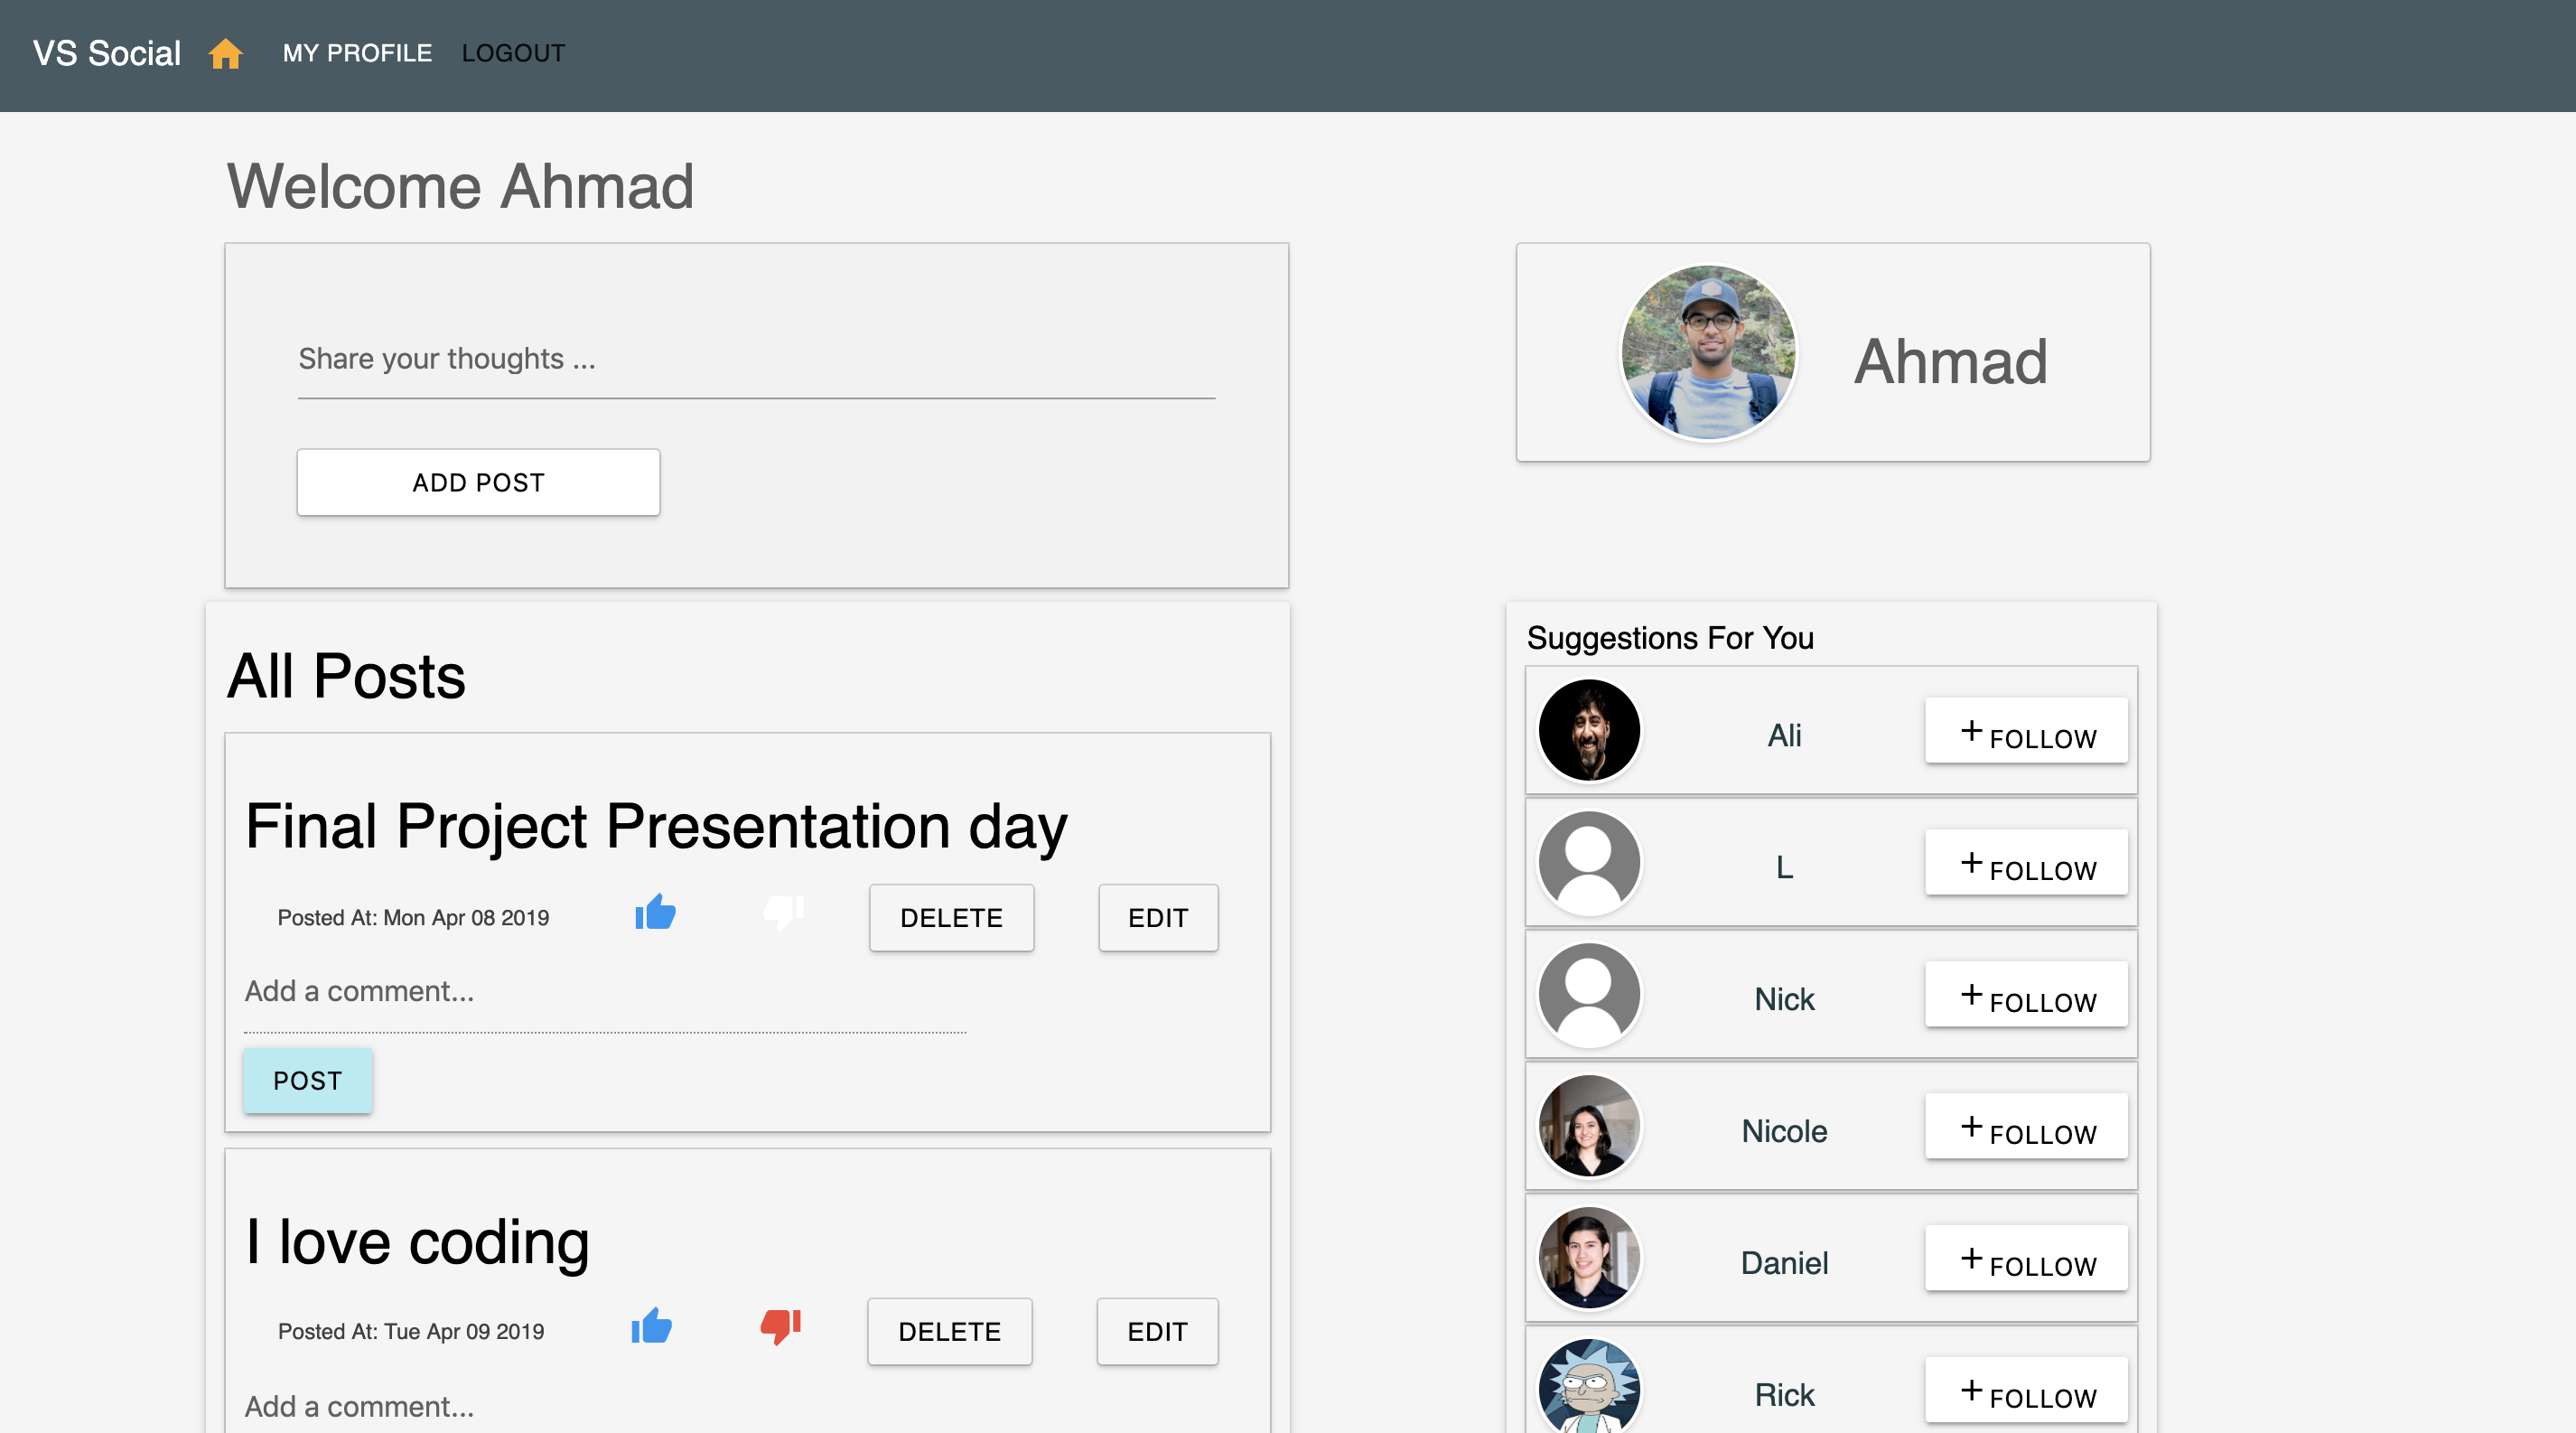 VS Social MY PROFILE LOGOUT
Welcome Ahmad
Share your thoughts ...
ADD POST
Ahmad
All Posts
Final Project Presentation day
Posted At: Mon Apr 08 2019 DELETE EDIT
Add a comment...
POST
I love coding
Posted At: Tue Apr 09 2019 DELETE EDIT
Add a comment...
Suggestions For You
Ali + FOLLOW
L + FOLLOW
Nick + FOLLOW
Nicole + FOLLOW
Daniel + FOLLOW
Rick + FOLLOW